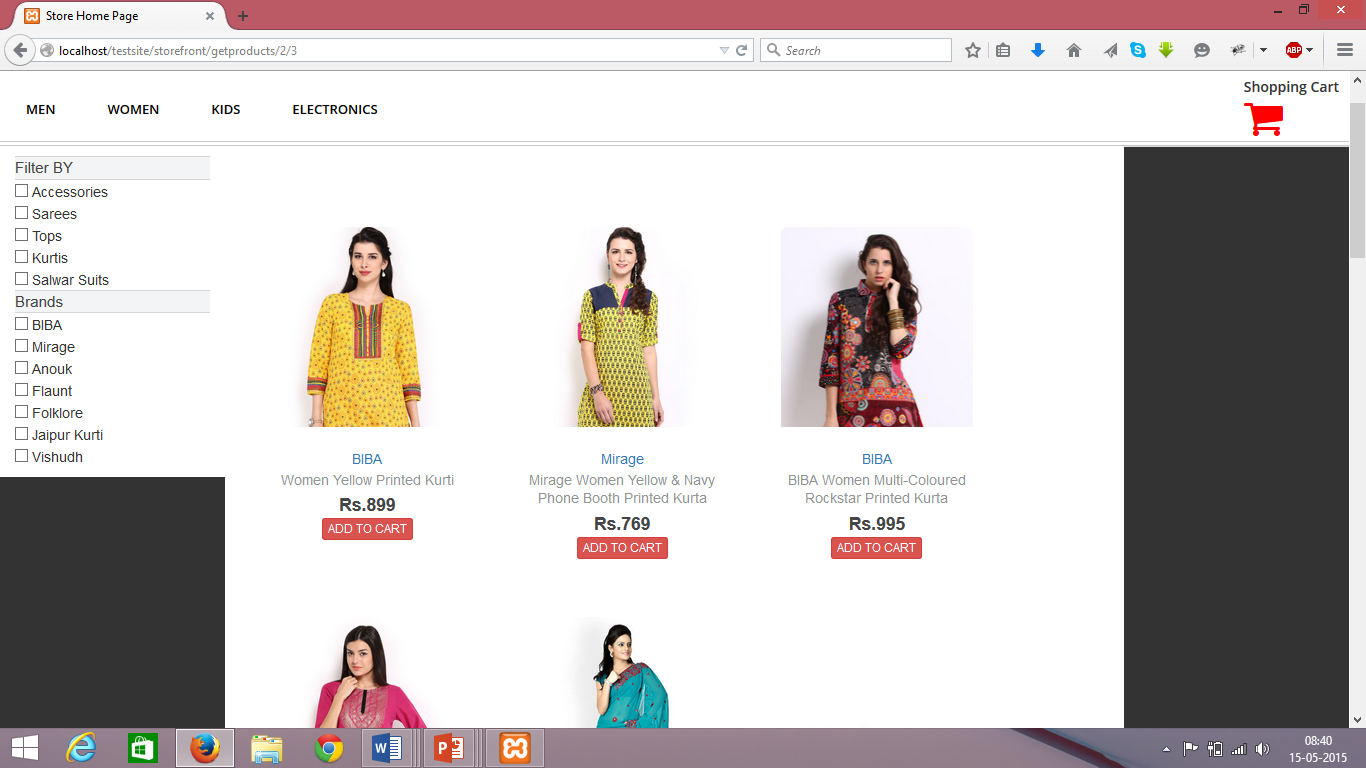 Store Home Page
localhost/testsite/storefront/getproducts/2/3
Search
ABP
MEN WOMEN KIDS ELECTRONICS
Shopping Cart
Filter BY
Accessories
Sarees
Tops
Kurtis
Salwar Suits
Brands
BIBA
Mirage
Anouk
Flaunt
Folklore
Jaipur Kurti
Vishudh
BIBA
Women Yellow Printed Kurti
Rs.899
ADD TO CART
Mirage
Mirage Women Yellow & Navy
Phone Booth Printed Kurta
Rs.769
ADD TO CART
BIBA
BIBA Women Multi-Coloured
Rockstar Printed Kurta
Rs.995
ADD TO CART
08:40
15-05-2015